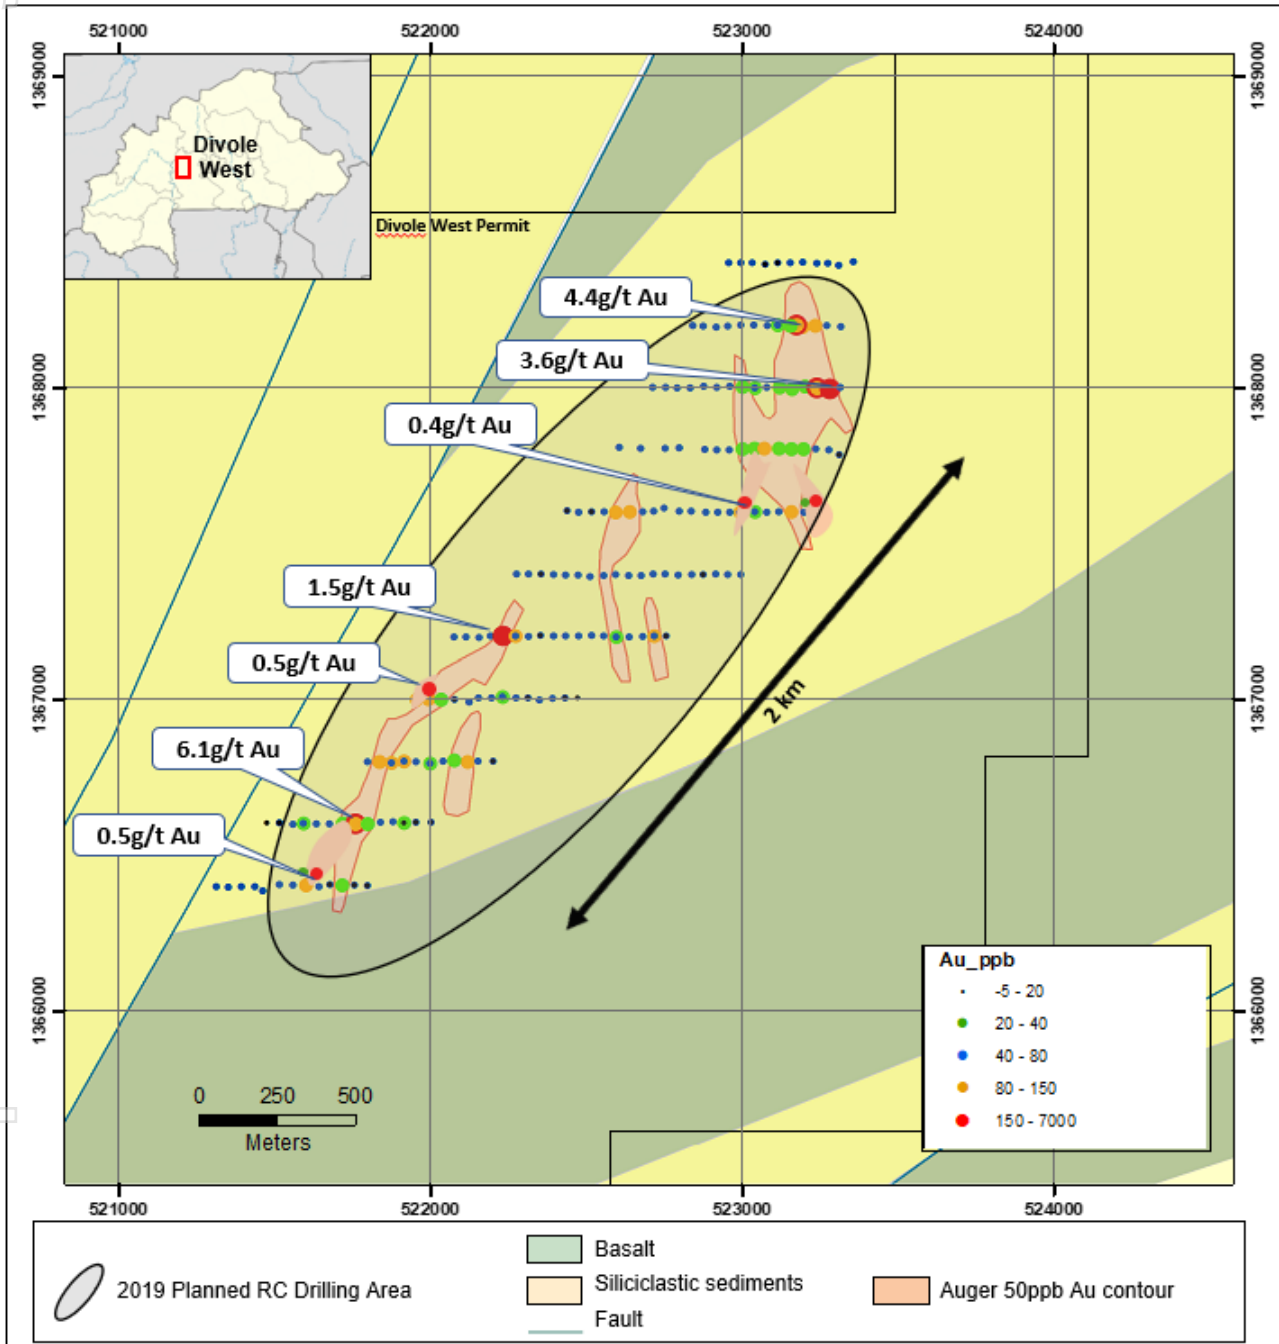 521000 522000 523000 524000
1369000 1369000
Divole
West
Divole West Permit
4.4g/t Au
3.6g/t Au
1368000 1368000
0.4g/t Au
1.5g/t Au
0.5g/t Au
1367000 1367000
2 km
6.1g/t Au
0.5g/t Au
1366000 1366000
Au_ppb
-5 - 20
20 - 40
40 - 80
80 - 150
150 - 7000
0 250 500
Meters
521000 522000 523000 524000
2019 Planned RC Drilling Area
Basalt
Siliciclastic sediments
Fault
Auger 50ppb Au contour